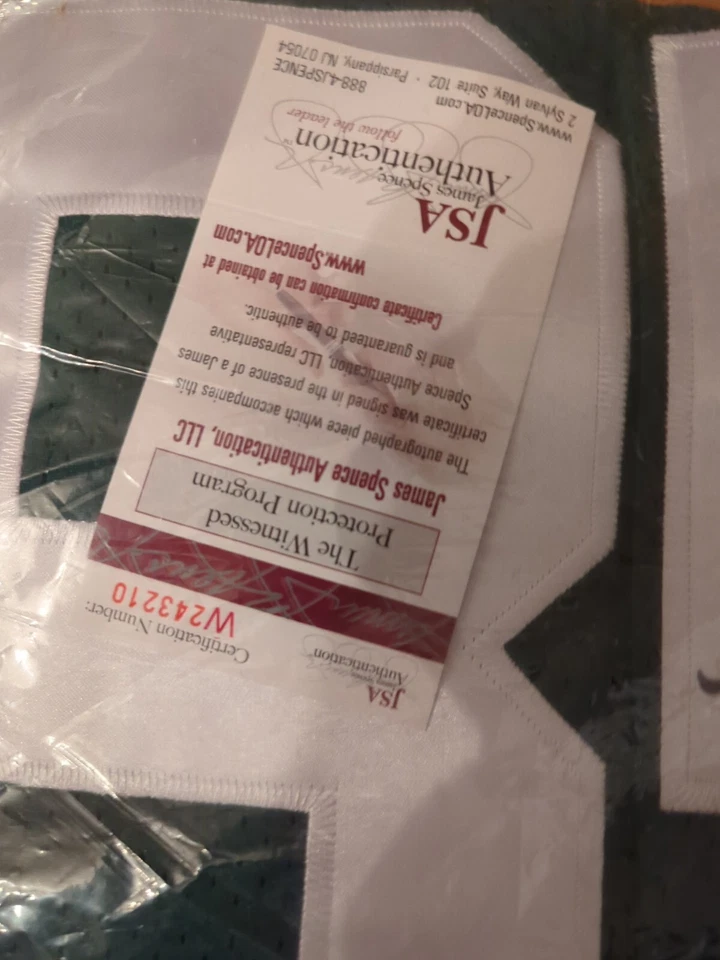 JSA
James Spence
Authentication™
Certification Number:
W243210
The Witnessed
Protection Program
James Spence Authentication, LLC
The autographed piece which accompanies this
certificate was signed in the presence of a James
Spence Authentication, LLC representative
and is guaranteed to be authentic.
Certificate confirmation can be obtained at
www.SpenceLOA.com
JSA
James Spence
Authentication™
follow the leader
www.SpenceLOA.com 888-4JSPENCE
2 Sylvan Way, Suite 102 · Parsippany, NJ 07054